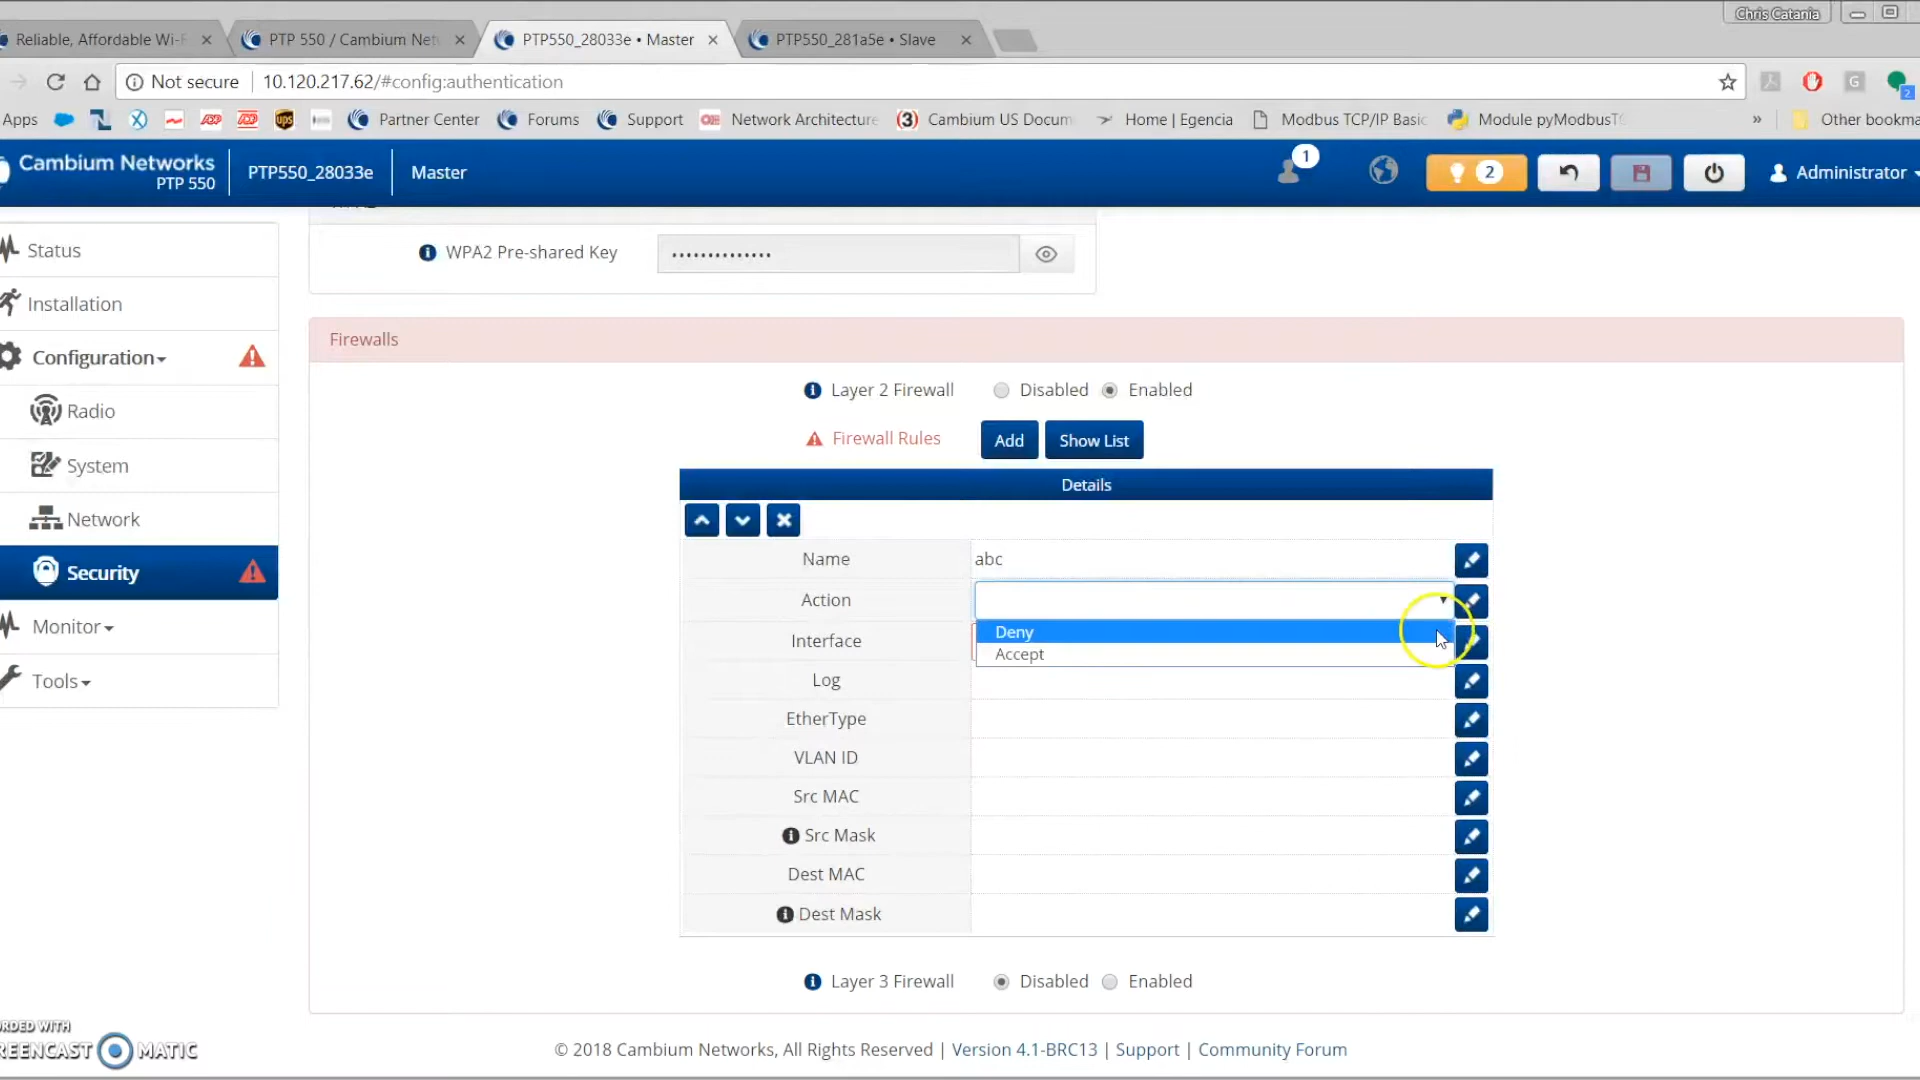 Chris Catania
Reliable, Affordable Wi-F
PTP 550 / Cambium Net
PTP550_28033e • Master
PTP550_281a5e • Slave
Not secure
10.120.217.62/#config:authentication
G
2
Apps
ADP
ups
Partner Center
Forums
Support
Network Architecture
(3)
Cambium US Docum
Home | Egencia
Modbus TCP/IP Basic
Module pyModbusT
»
Other bookma
Cambium Networks
PTP 550
PTP550_28033e
Master
1
2
Administrator
WPA2 Pre-shared Key
••••••••••••••
Status
Installation
Configuration
Radio
System
Network
Security
Monitor
Tools
Firewalls
Layer 2 Firewall
Disabled
Enabled
Firewall Rules
Add
Show List
Details
Name
abc
Action
Deny
Accept
Interface
Log
EtherType
VLAN ID
Src MAC
Src Mask
Dest MAC
Dest Mask
Layer 3 Firewall
Disabled
Enabled
ORDED WITH
REENCAST MATIC
© 2018 Cambium Networks, All Rights Reserved | Version 4.1-BRC13 | Support | Community Forum